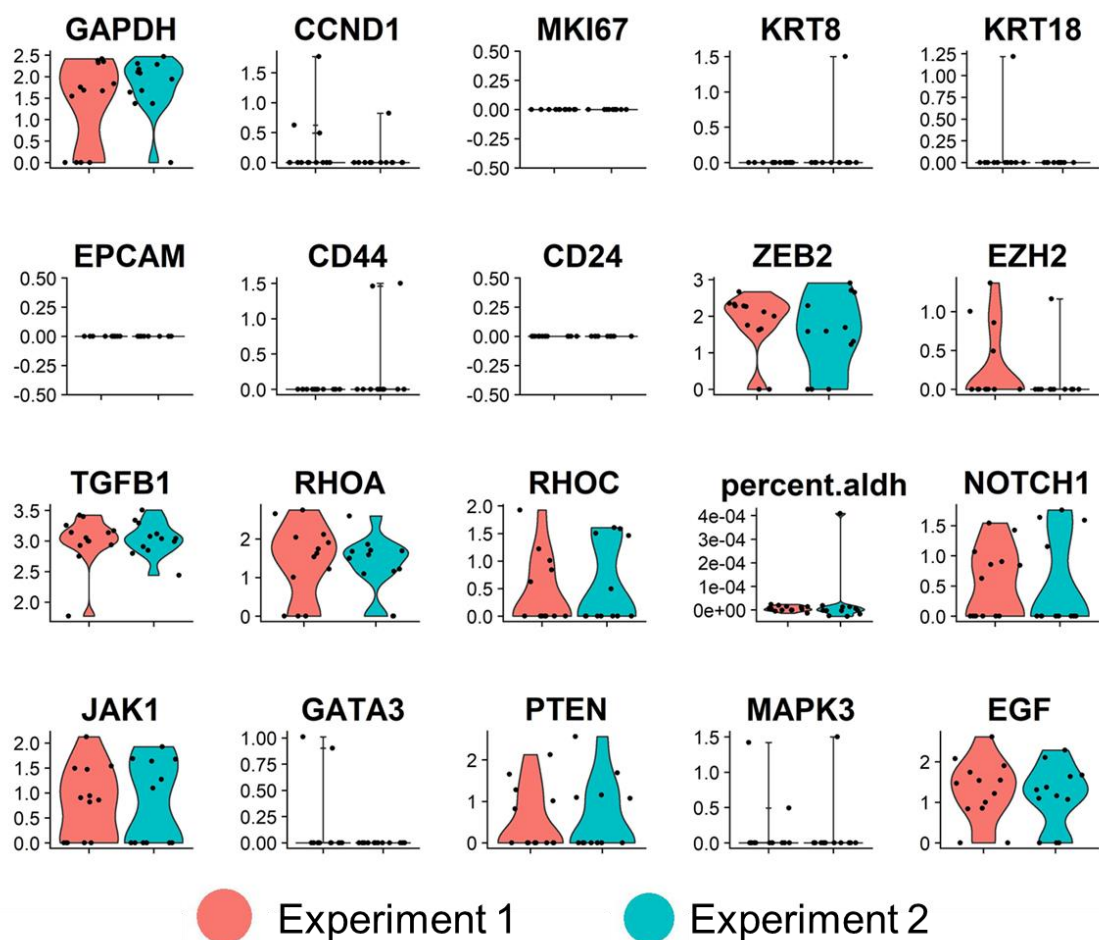 GAPDH CCND1 MKI67 KRT8 KRT18
2.5 2.0 1.5 1.0 0.5 0.0
1.5 1.0 0.5 0.0
0.50 0.25 0.00 -0.25 -0.50
1.5 1.0 0.5 0.0
1.25 1.00 0.75 0.50 0.25 0.00
EPCAM CD44 CD24 ZEB2 EZH2
0.50 0.25 0.00 -0.25 -0.50
1.5 1.0 0.5 0.0
0.50 0.25 0.00 -0.25 -0.50
3 2 1 0
1.0 0.5 0.0
TGFB1 RHOA RHOC percent.aldh NOTCH1
3.5 3.0 2.5 2.0
2 1 0
2.0 1.5 1.0 0.5 0.0
4e-04 3e-04 2e-04 1e-04 0e+00
1.5 1.0 0.5 0.0
JAK1 GATA3 PTEN MAPK3 EGF
2.0 1.5 1.0 0.5 0.0
1.00 0.75 0.50 0.25 0.00
2 1 0
1.5 1.0 0.5 0.0
2 1 0
Experiment 1 Experiment 2